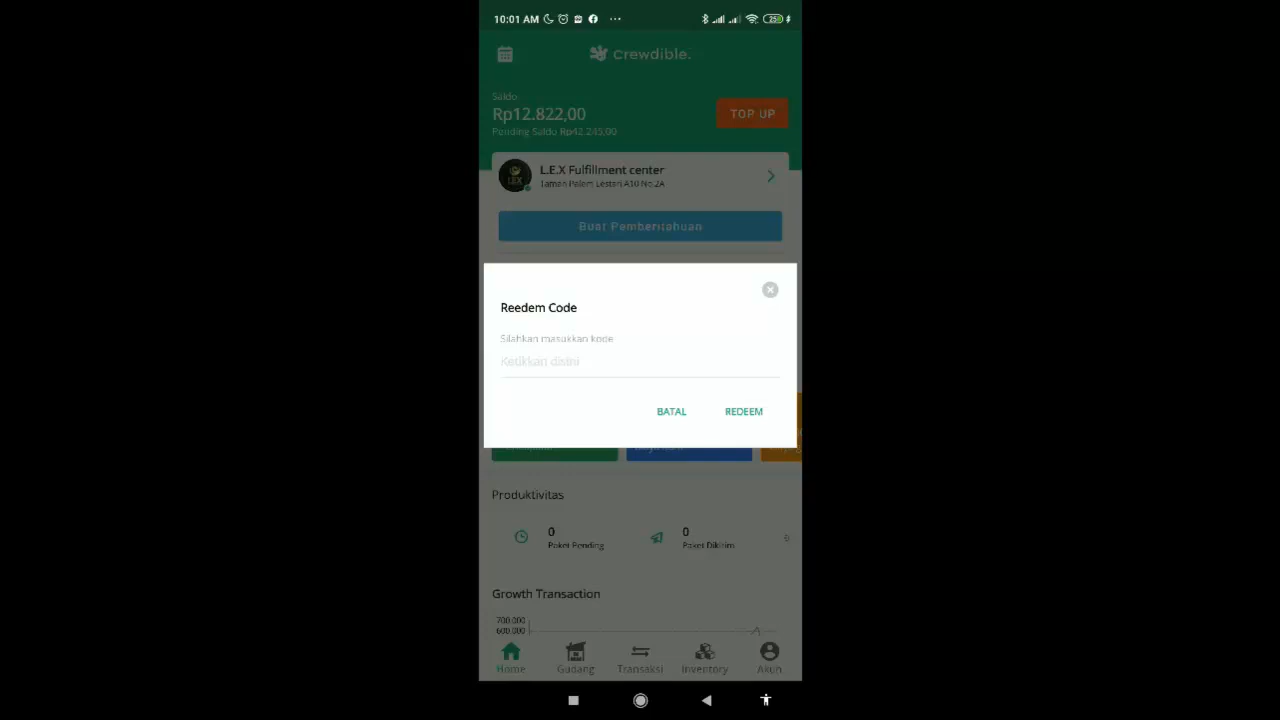 10:01 AM
Crewdible.
Saldo
Rp12.822,00
Pending Saldo Rp42.245,00
TOP UP
L.E.X Fulfillment center
Taman Palem Lestari A10 No 2A
Buat Pemberitahuan
Reedem Code
Silahkan masukkan kode
Ketikkan disini
BATAL
REDEEM
Produktivitas
0
Paket Pending
0
Paket Dikirim
Growth Transaction
700.000
600.000
Home
Gudang
Transaksi
Inventory
Akun